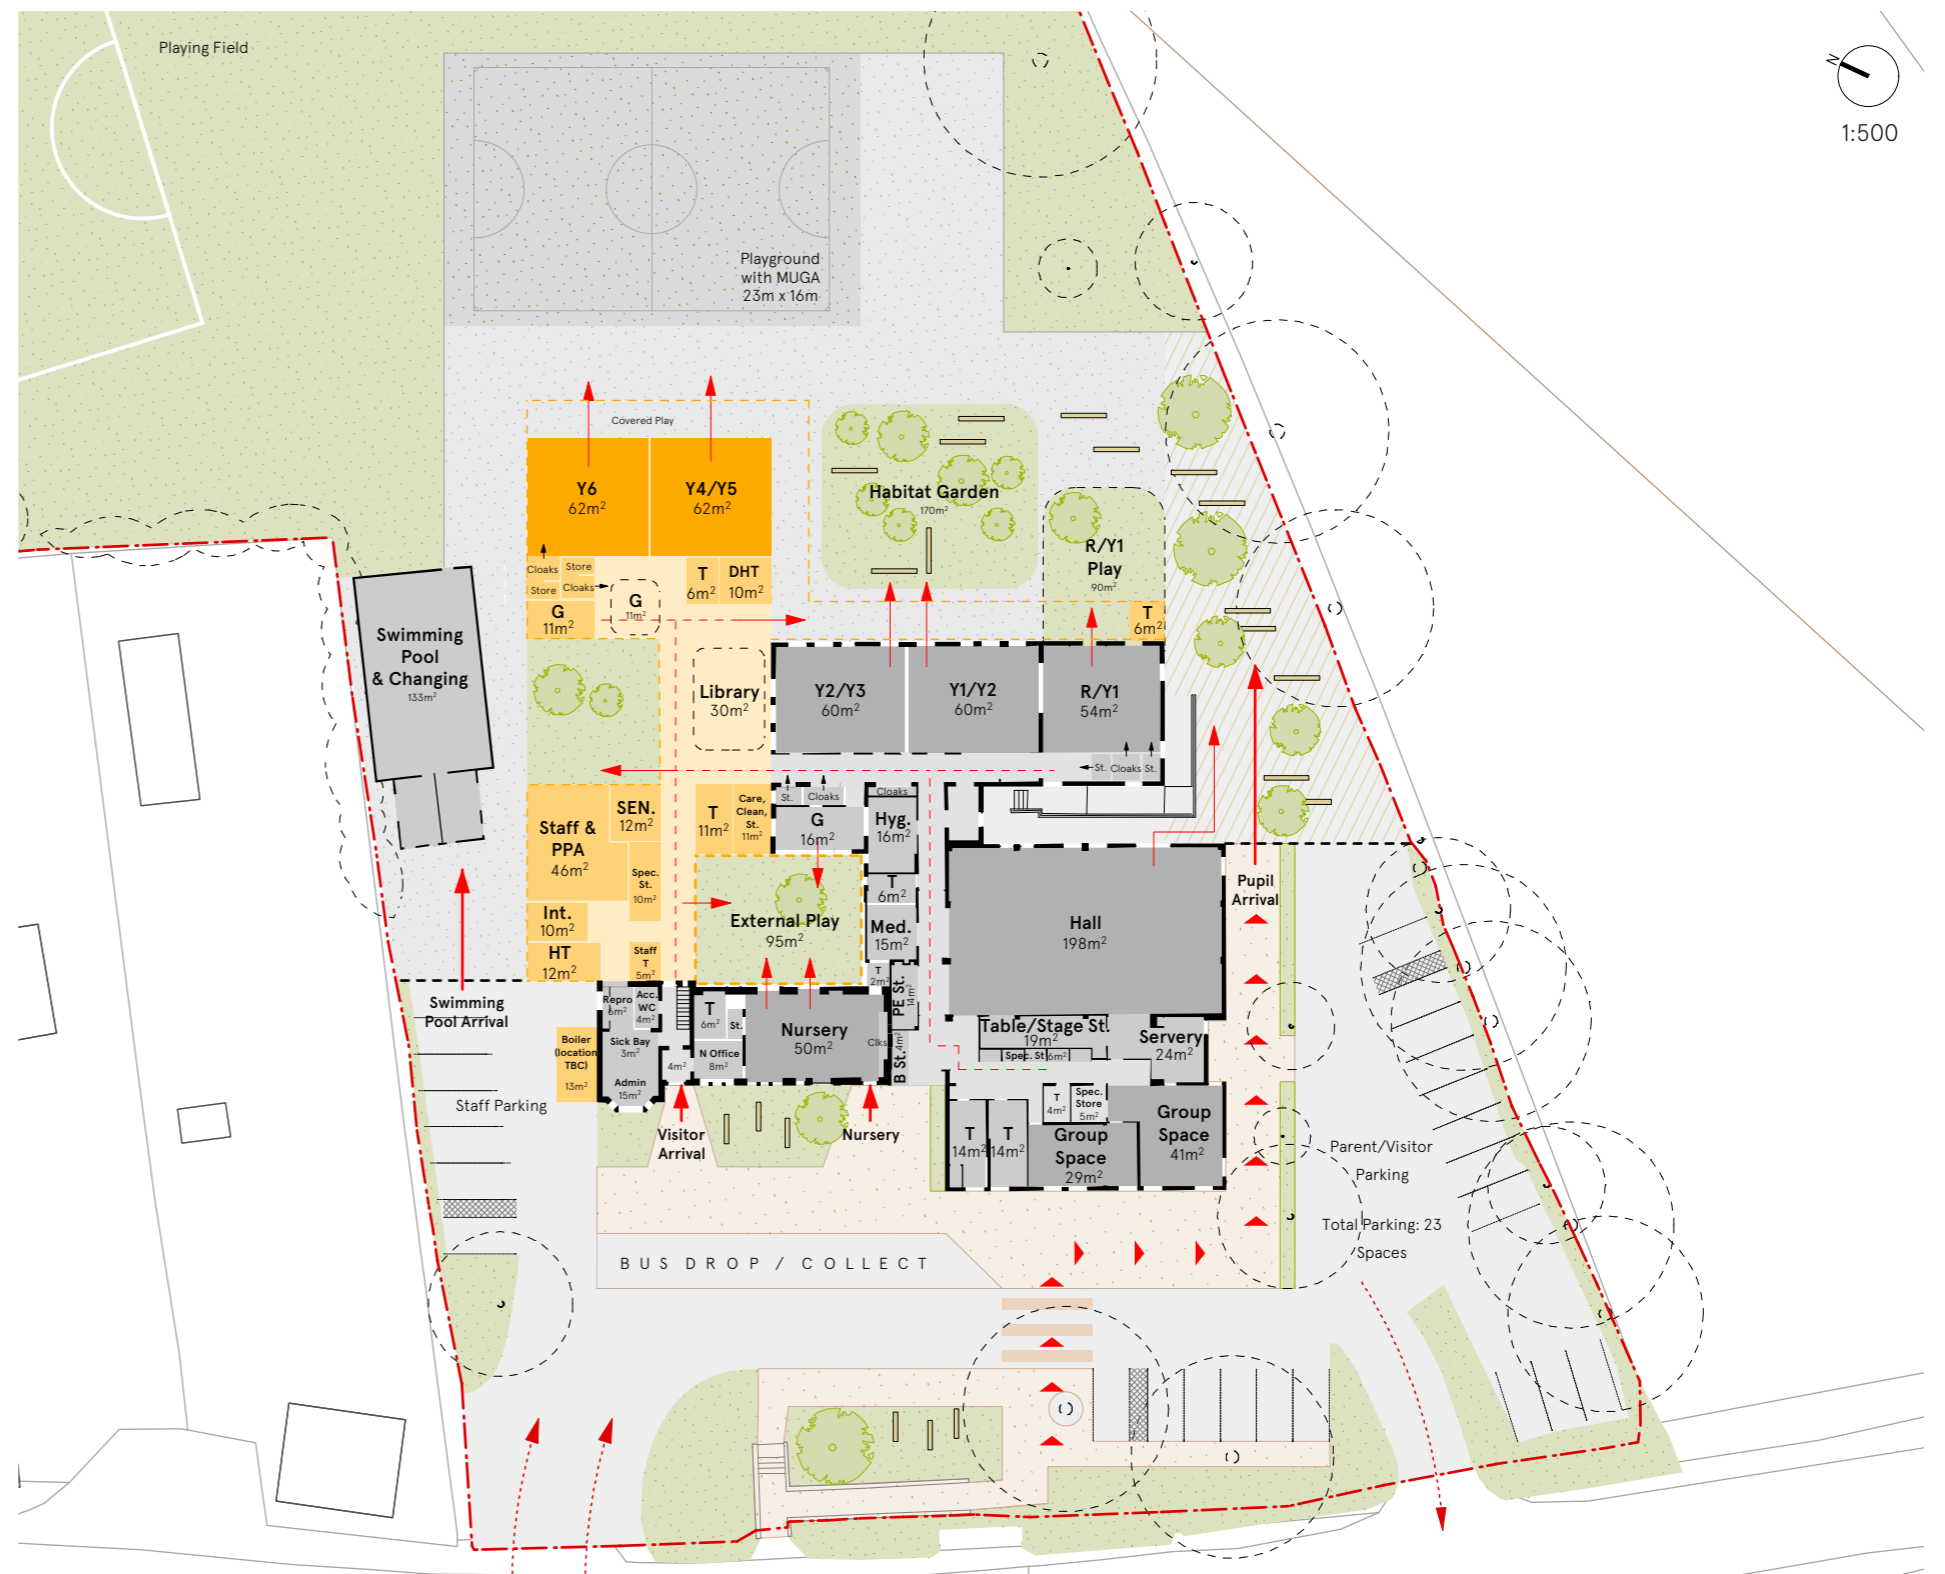 Playing Field
N
1:500
Playground
with MUGA
23m x 16m
Covered Play
Y6
62m²
Y4/Y5
62m²
Habitat Garden
170m²
R/Y1
Play
90m²
Cloaks
Store
Store
Cloaks
G
11m²
G
11m²
T
6m²
DHT
10m²
T
6m²
Swimming
Pool
& Changing
133m²
Library
30m²
Y2/Y3
60m²
Y1/Y2
60m²
R/Y1
54m²
St.
Cloaks
St.
Staff &
PPA
46m²
SEN.
12m²
Spec.
St.
10m²
T
11m²
Care,
Clean,
St.
11m²
St.
Cloaks
G
16m²
Cloaks
Hyg.
16m²
T
6m²
Med.
15m²
T
2m²
PE St.
14m²
B St.
4m²
External Play
95m²
Int.
10m²
HT
12m²
Staff
T
5m²
Hall
198m²
Pupil
Arrival
Swimming
Pool Arrival
Boiler
(location
TBC)
13m²
Repro
6m²
Acc.
WC
4m²
Sick Bay
3m²
Admin
15m²
4m²
T
6m²
St.
N Office
8m²
Nursery
50m²
Clks
Table/Stage St.
19m²
Spec. St.
6m²
Servery
24m²
T
4m²
Spec.
Store
5m²
T
14m²
T
14m²
Group
Space
29m²
Group
Space
41m²
Staff Parking
Visitor
Arrival
Nursery
Parent/Visitor
Parking
Total Parking: 23
Spaces
BUS DROP / COLLECT